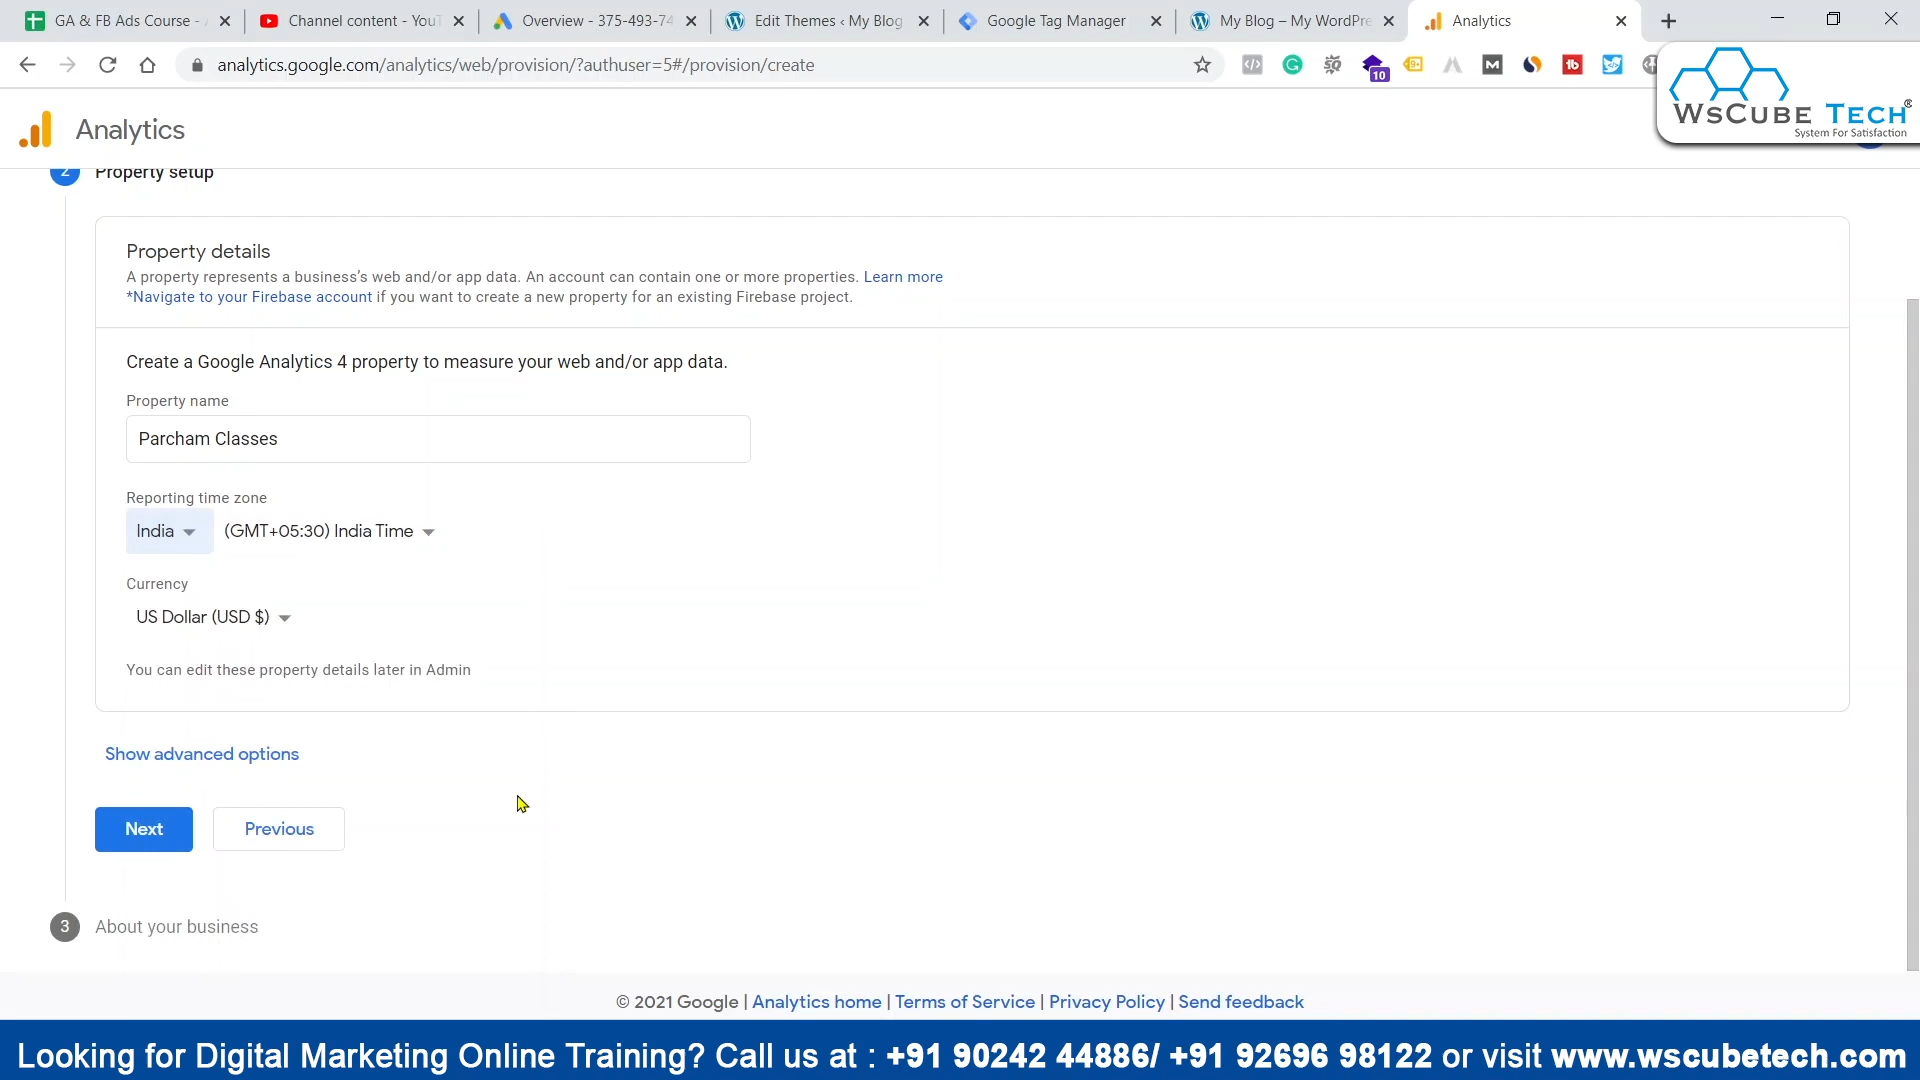 GA & FB Ads Course -
Channel content - YouT
Overview - 375-493-74
Edit Themes ‹ My Blog
Google Tag Manager
My Blog – My WordPre
Analytics
analytics.google.com/analytics/web/provision/?authuser=5#/provision/create
10
WsCube Tech®
System For Satisfaction
Analytics
2 Property setup
Property details
A property represents a business's web and/or app data. An account can contain one or more properties. Learn more
*Navigate to your Firebase account if you want to create a new property for an existing Firebase project.
Create a Google Analytics 4 property to measure your web and/or app data.
Property name
Parcham Classes
Reporting time zone
India (GMT+05:30) India Time
Currency
US Dollar (USD $)
You can edit these property details later in Admin
Show advanced options
Next Previous
3 About your business
© 2021 Google | Analytics home | Terms of Service | Privacy Policy | Send feedback
Looking for Digital Marketing Online Training? Call us at : +91 90242 44886/ +91 92696 98122 or visit www.wscubetech.com